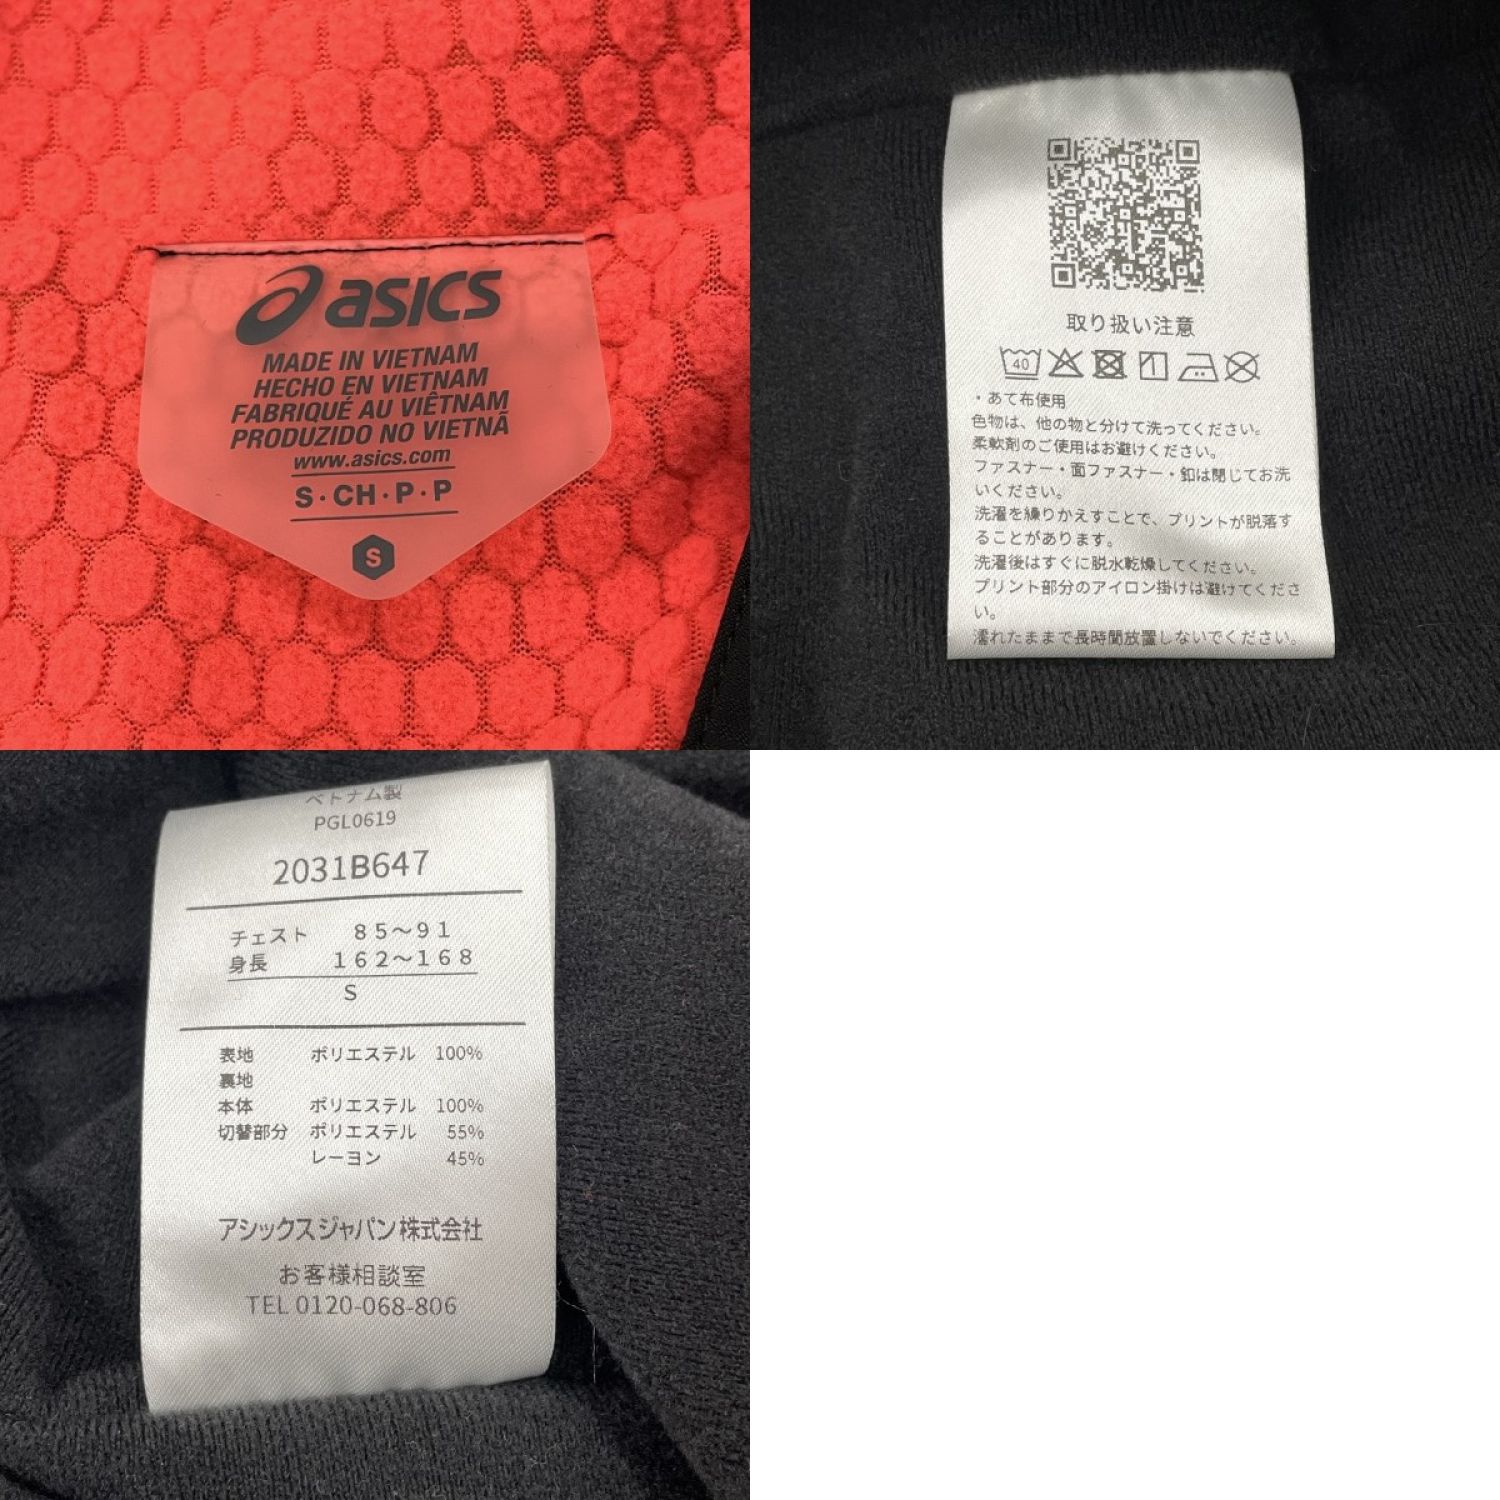 asics
MADE IN VIETNAM
HECHO EN VIETNAM
FABRIQUÉ AU VIÊTNAM
PRODUZIDO NO VIETNÃ
www.asics.com
S・CH・P・P
S
取り扱い注意
40
・あて布使用
色物は、他の物と分けて洗ってください。
柔軟剤のご使用はお避けください。
ファスナー・面ファスナー・釦は閉じてお洗
いください。
洗濯を繰りかえすことで、プリントが脱落す
ることがあります。
洗濯後はすぐに脱水乾燥してください。
プリント部分のアイロン掛けは避けてくださ
い。
濡れたままで長時間放置しないでください。
ベトナム製
PGL0619
2031B647
チェスト 85〜91
身長 162〜168
S
表地 ポリエステル 100%
裏地
本体 ポリエステル 100%
切替部分 ポリエステル 55%
レーヨン 45%
アシックスジャパン株式会社
お客様相談室
TEL 0120-068-806